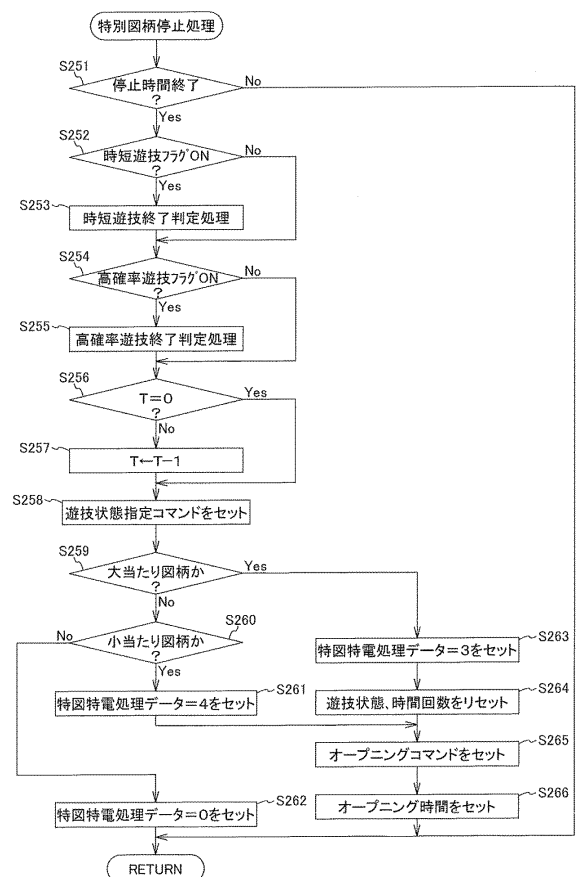 特別図柄停止処理
S251
停止時間終了
?
No
Yes
S252
時短遊技フラグON
?
No
Yes
S253
時短遊技終了判定処理
S254
高確率遊技フラグON
?
No
Yes
S255
高確率遊技終了判定処理
S256
T=0
?
Yes
No
S257
T←T-1
S258
遊技状態指定コマンドをセット
S259
大当たり図柄か
?
Yes
No
S260
小当たり図柄か
?
No
Yes
S263
特図特電処理データ=3をセット
S261
特図特電処理データ=4をセット
S264
遊技状態、時間回数をリセット
S265
オープニングコマンドをセット
S266
オープニング時間をセット
S262
特図特電処理データ=0をセット
RETURN